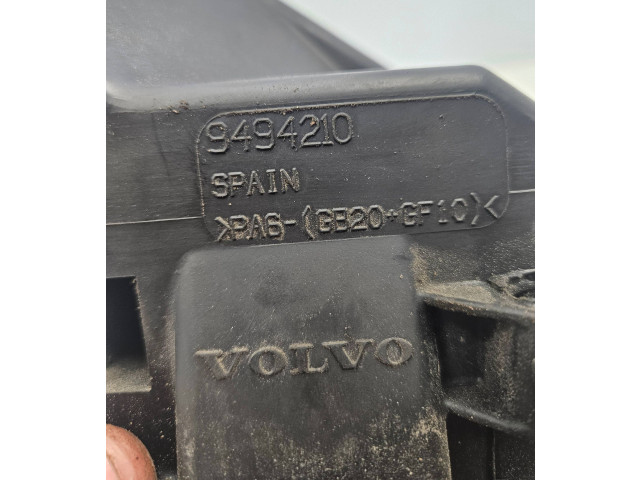 9494210
SPAIN
>PA6-(GB20+GF10)<
VOLVO